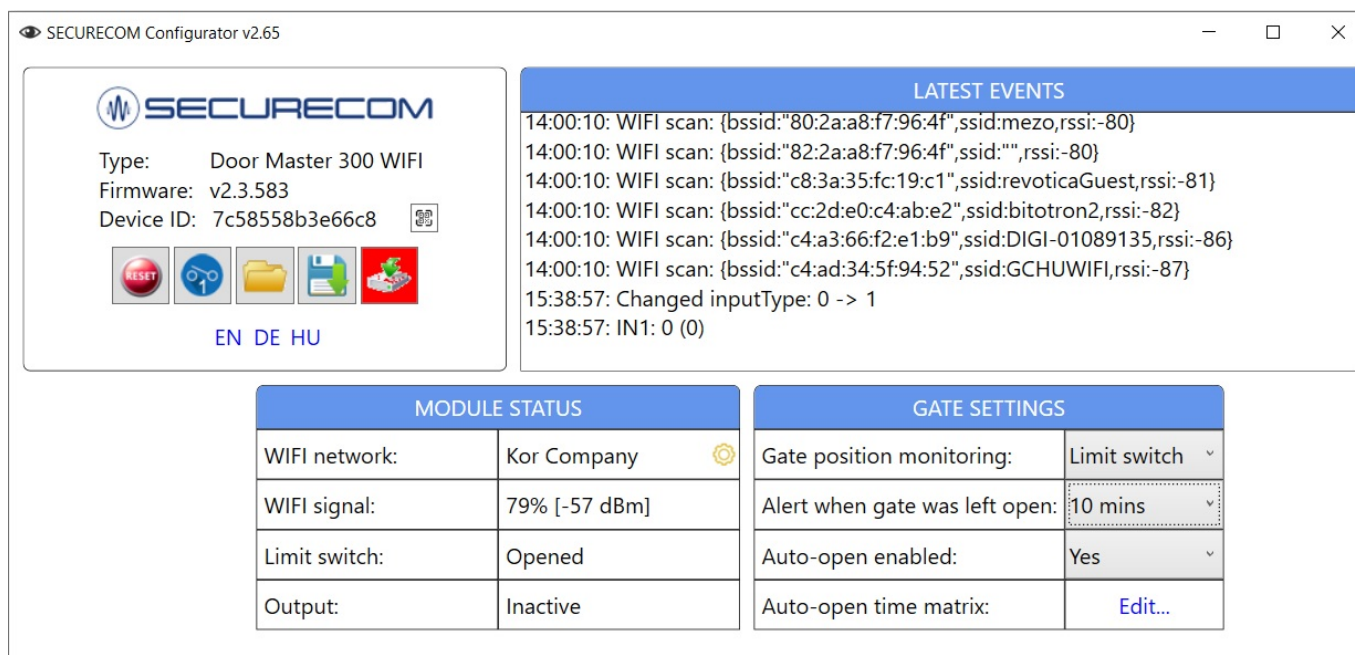 SECURECOM Configurator v2.65
SECURECOM
Type: Door Master 300 WIFI
Firmware: v2.3.583
Device ID: 7c58558b3e66c8
RESET
1
EN DE HU
LATEST EVENTS
14:00:10: WIFI scan: {bssid:"80:2a:a8:f7:96:4f",ssid:mezo,rssi:-80}
14:00:10: WIFI scan: {bssid:"82:2a:a8:f7:96:4f",ssid:"",rssi:-80}
14:00:10: WIFI scan: {bssid:"c8:3a:35:fc:19:c1",ssid:revoticaGuest,rssi:-81}
14:00:10: WIFI scan: {bssid:"cc:2d:e0:c4:ab:e2",ssid:bitotron2,rssi:-82}
14:00:10: WIFI scan: {bssid:"c4:a3:66:f2:e1:b9",ssid:DIGI-01089135,rssi:-86}
14:00:10: WIFI scan: {bssid:"c4:ad:34:5f:94:52",ssid:GCHUWIFI,rssi:-87}
15:38:57: Changed inputType: 0 -> 1
15:38:57: IN1: 0 (0)
MODULE STATUS
WIFI network: Kor Company
WIFI signal: 79% [-57 dBm]
Limit switch: Opened
Output: Inactive
GATE SETTINGS
Gate position monitoring: Limit switch
Alert when gate was left open: 10 mins
Auto-open enabled: Yes
Auto-open time matrix: Edit...